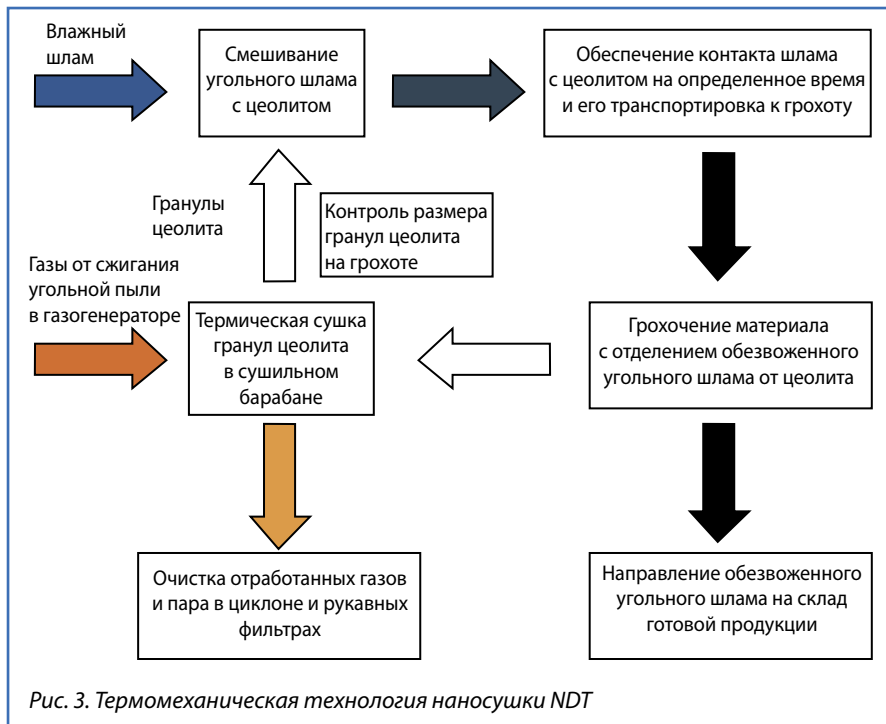 Влажный
шлам
Смешивание
угольного шлама
с цеолитом
Обеспечение контакта шлама
с цеолитом на определенное время
и его транспортировка к грохоту
Гранулы
цеолита
Контроль размера
гранул цеолита
на грохоте
Газы от сжигания
угольной пыли
в газогенераторе
Термическая сушка
гранул цеолита
в сушильном
барабане
Грохочение материала
с отделением обезвоженного
угольного шлама от цеолита
Очистка отработанных газов
и пара в циклоне и рукавных
фильтрах
Направление обезвоженного
угольного шлама на склад
готовой продукции
Рис. 3. Термомеханическая технология наносушки NDT